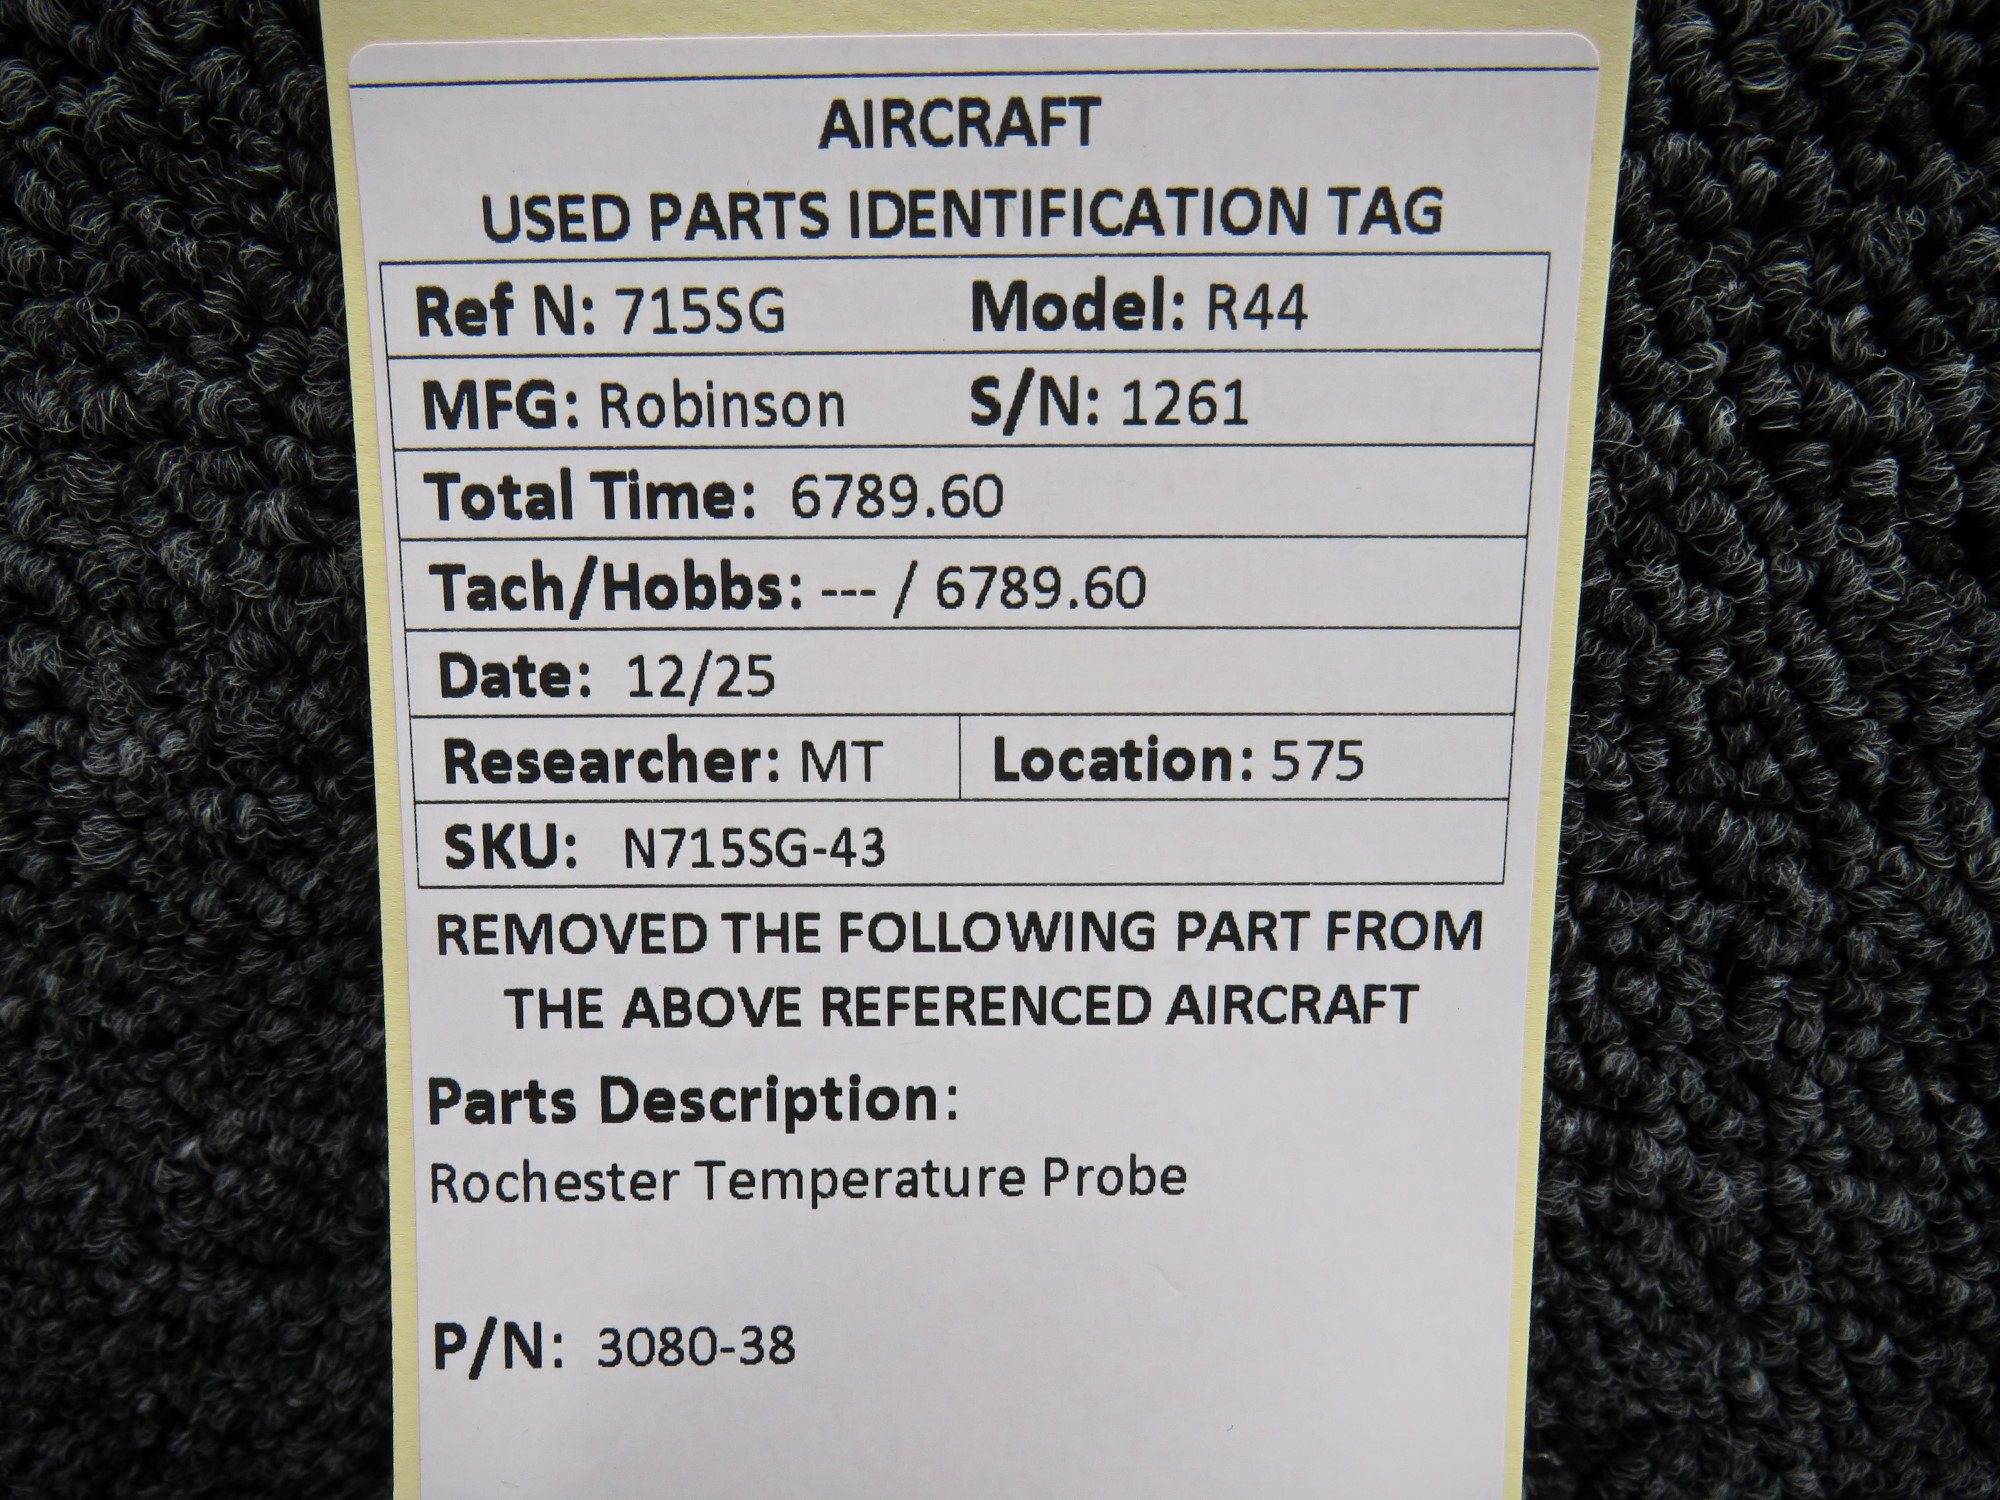 AIRCRAFT
USED PARTS IDENTIFICATION TAG
Ref N: 715SG Model: R44
MFG: Robinson S/N: 1261
Total Time: 6789.60
Tach/Hobbs: --- / 6789.60
Date: 12/25
Researcher: MT Location: 575
SKU: N715SG-43
REMOVED THE FOLLOWING PART FROM
THE ABOVE REFERENCED AIRCRAFT
Parts Description:
Rochester Temperature Probe
P/N: 3080-38